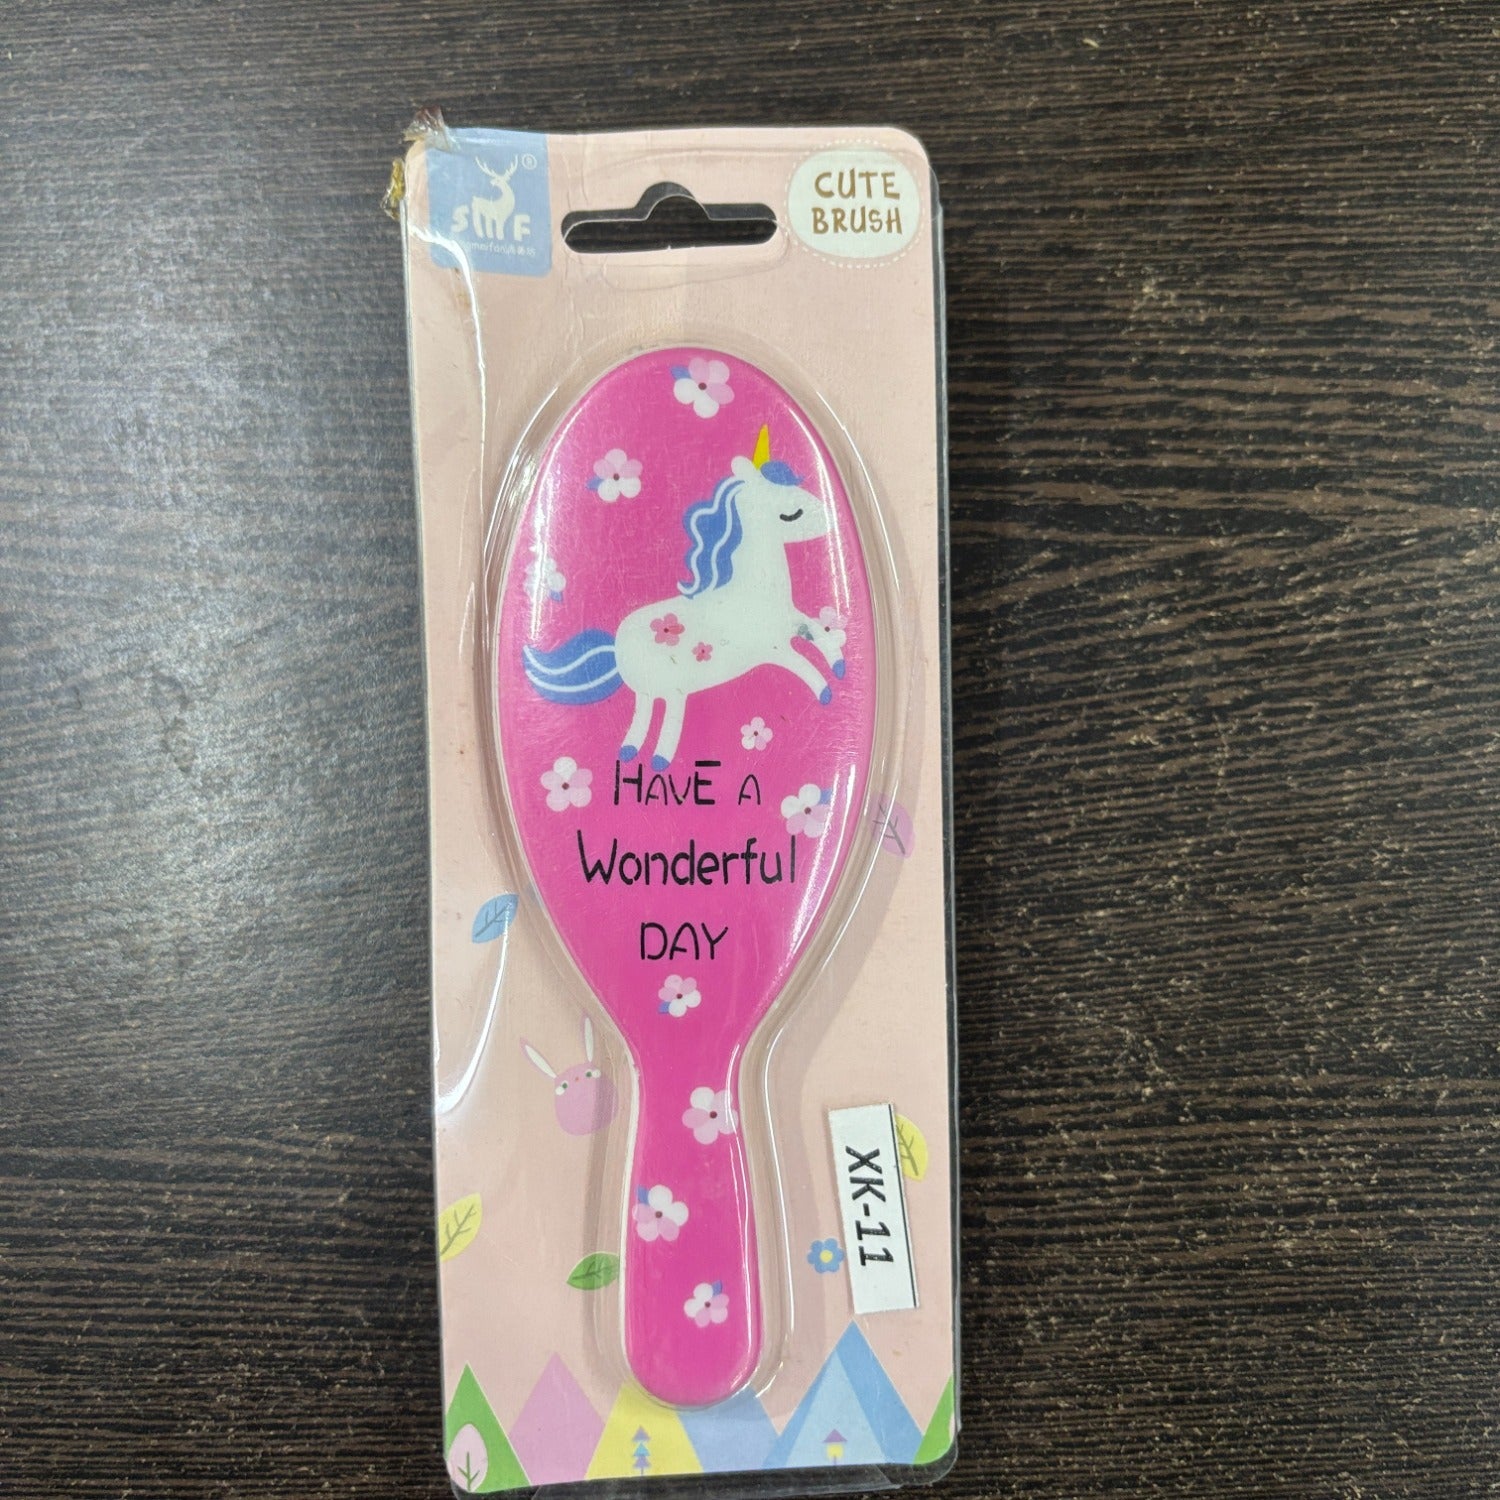 SMF
®
CUTE
BRUSH
HAVE A
Wonderful
DAY
XK-11